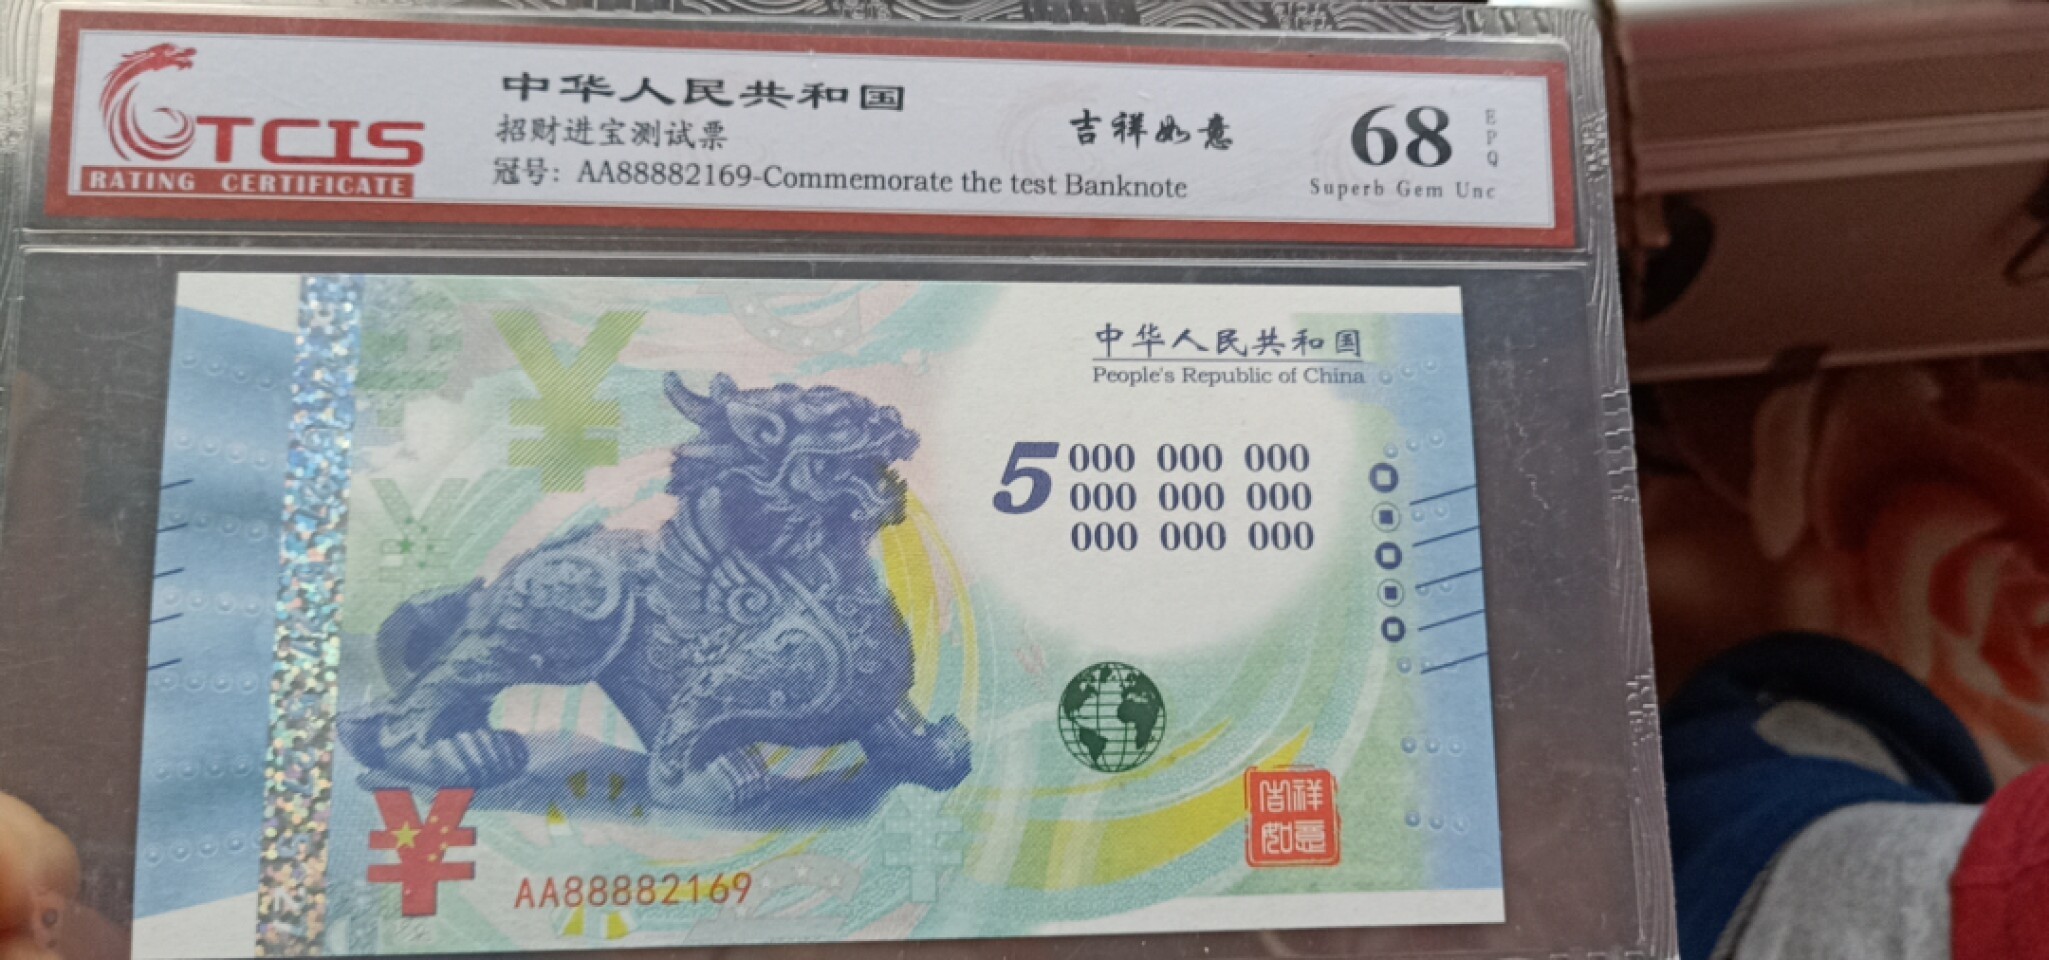 TCIS
RATING CERTIFICATE
中华人民共和国
招财进宝测试票
冠号：AA88882169-Commemorate the test Banknote
吉祥如意
68
EPQ
Superb Gem Unc
中华人民共和国
People's Republic of China
5 000 000 000
000 000 000
000 000 000
吉祥
如意
AA88882169